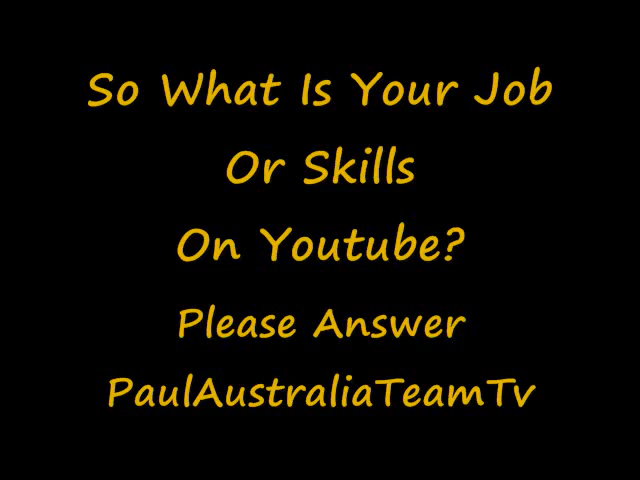 So What Is Your Job
Or Skills
On Youtube?
Please Answer
PaulAustraliaTeamTv